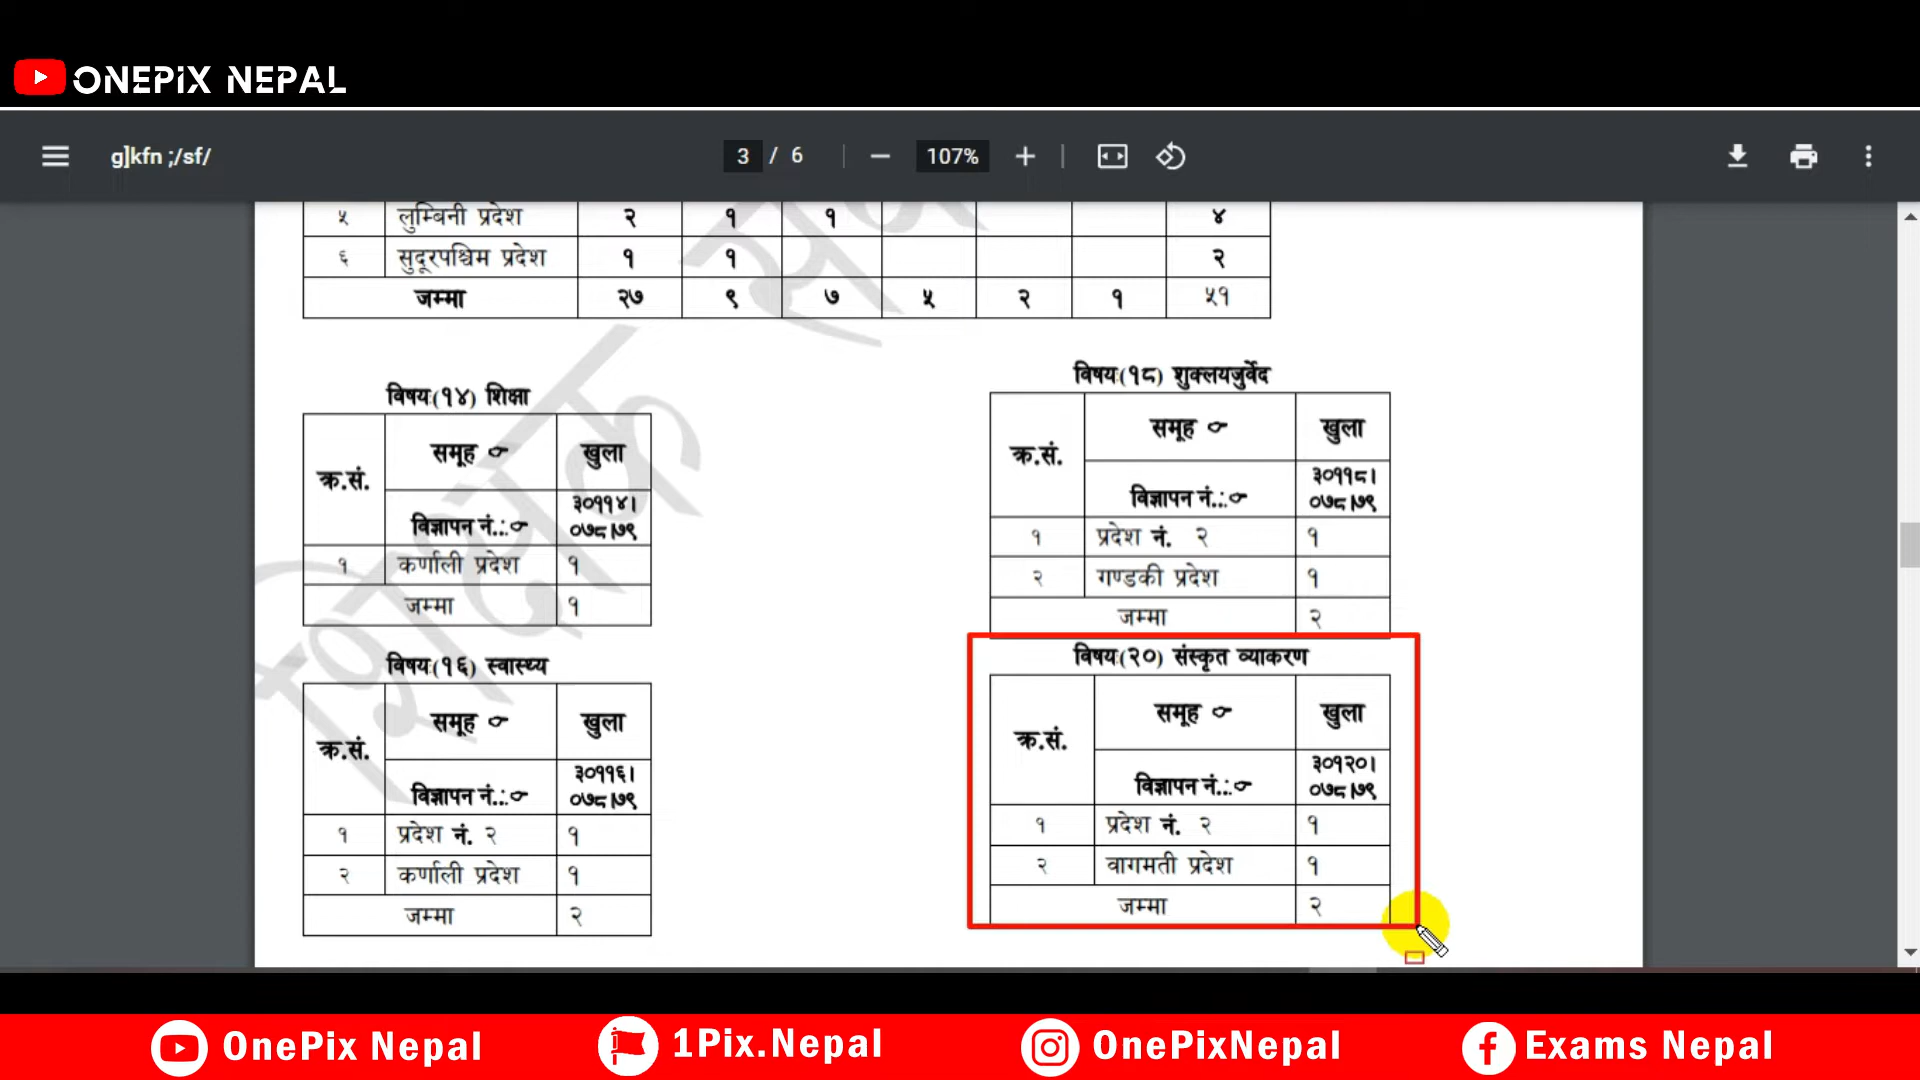 ONEPIX NEPAL
g]kfn ;/sf/
3 / 6
107%
५ लुम्बिनी प्रदेश २ १ १ ४
६ सुदूरपश्चिम प्रदेश १ १ २
जम्मा २७ ९ ७ ५ २ १ ५१
विषय:(१४) शिक्षा
क्र.सं. समूह खुला
विज्ञापन नं..: ३०११४।
०७८।७९
१ कर्णाली प्रदेश १
जम्मा १
विषय:(१६) स्वास्थ्य
क्र.सं. समूह खुला
विज्ञापन नं..: ३०११६।
०७८।७९
१ प्रदेश नं. २ १
२ कर्णाली प्रदेश १
जम्मा २
विषय:(१८) शुक्लयजुर्वेद
क्र.सं. समूह खुला
विज्ञापन नं..: ३०११८।
०७८।७९
१ प्रदेश नं. २ १
२ गण्डकी प्रदेश १
जम्मा २
विषय:(२०) संस्कृत व्याकरण
क्र.सं. समूह खुला
विज्ञापन नं..: ३०१२०।
०७८।७९
१ प्रदेश नं. २ १
२ वागमती प्रदेश १
जम्मा २
शिक्षक
OnePix Nepal
1Pix.Nepal
OnePixNepal
Exams Nepal